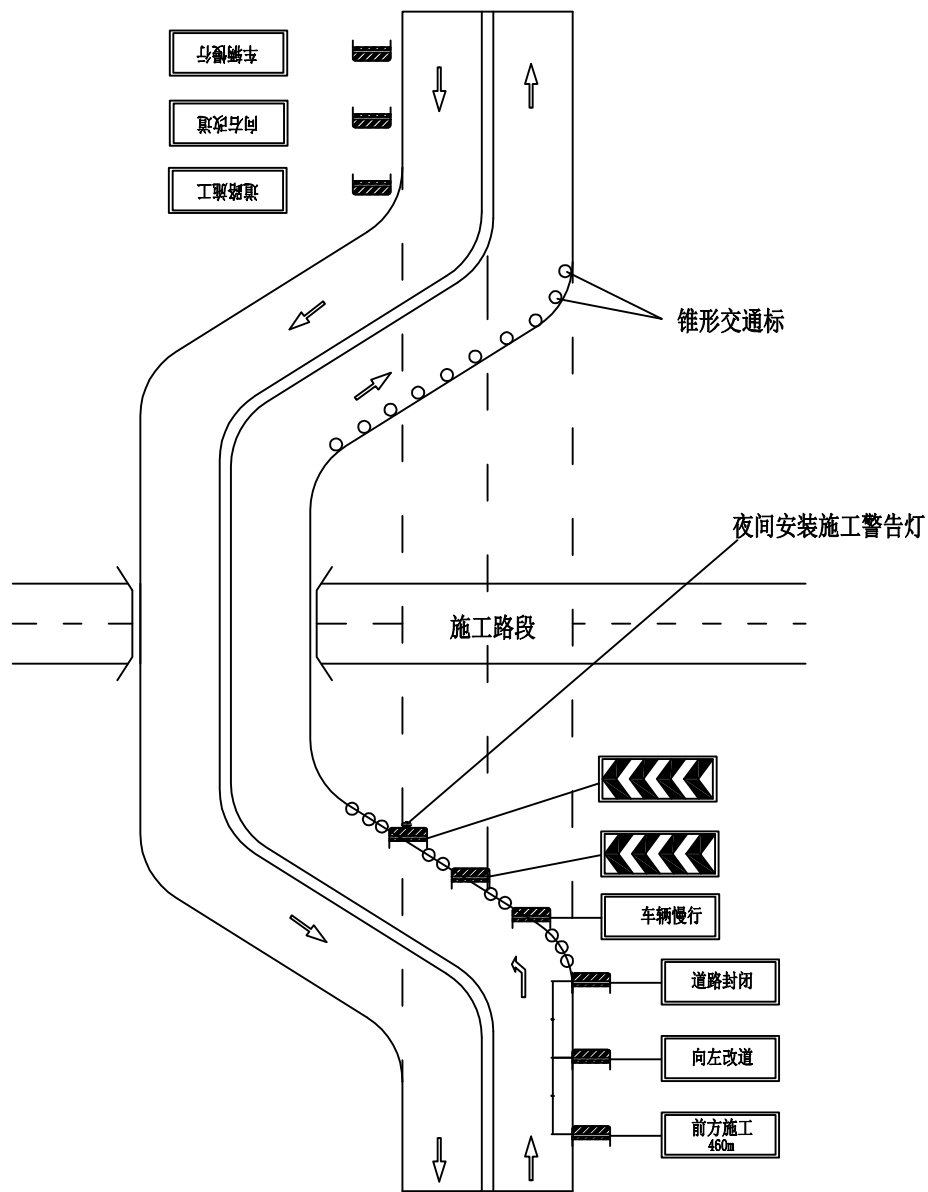 车辆慢行
向右改道
道路施工
锥形交通标
夜间安装施工警告灯
施工路段
车辆慢行
道路封闭
向左改道
前方施工
460m